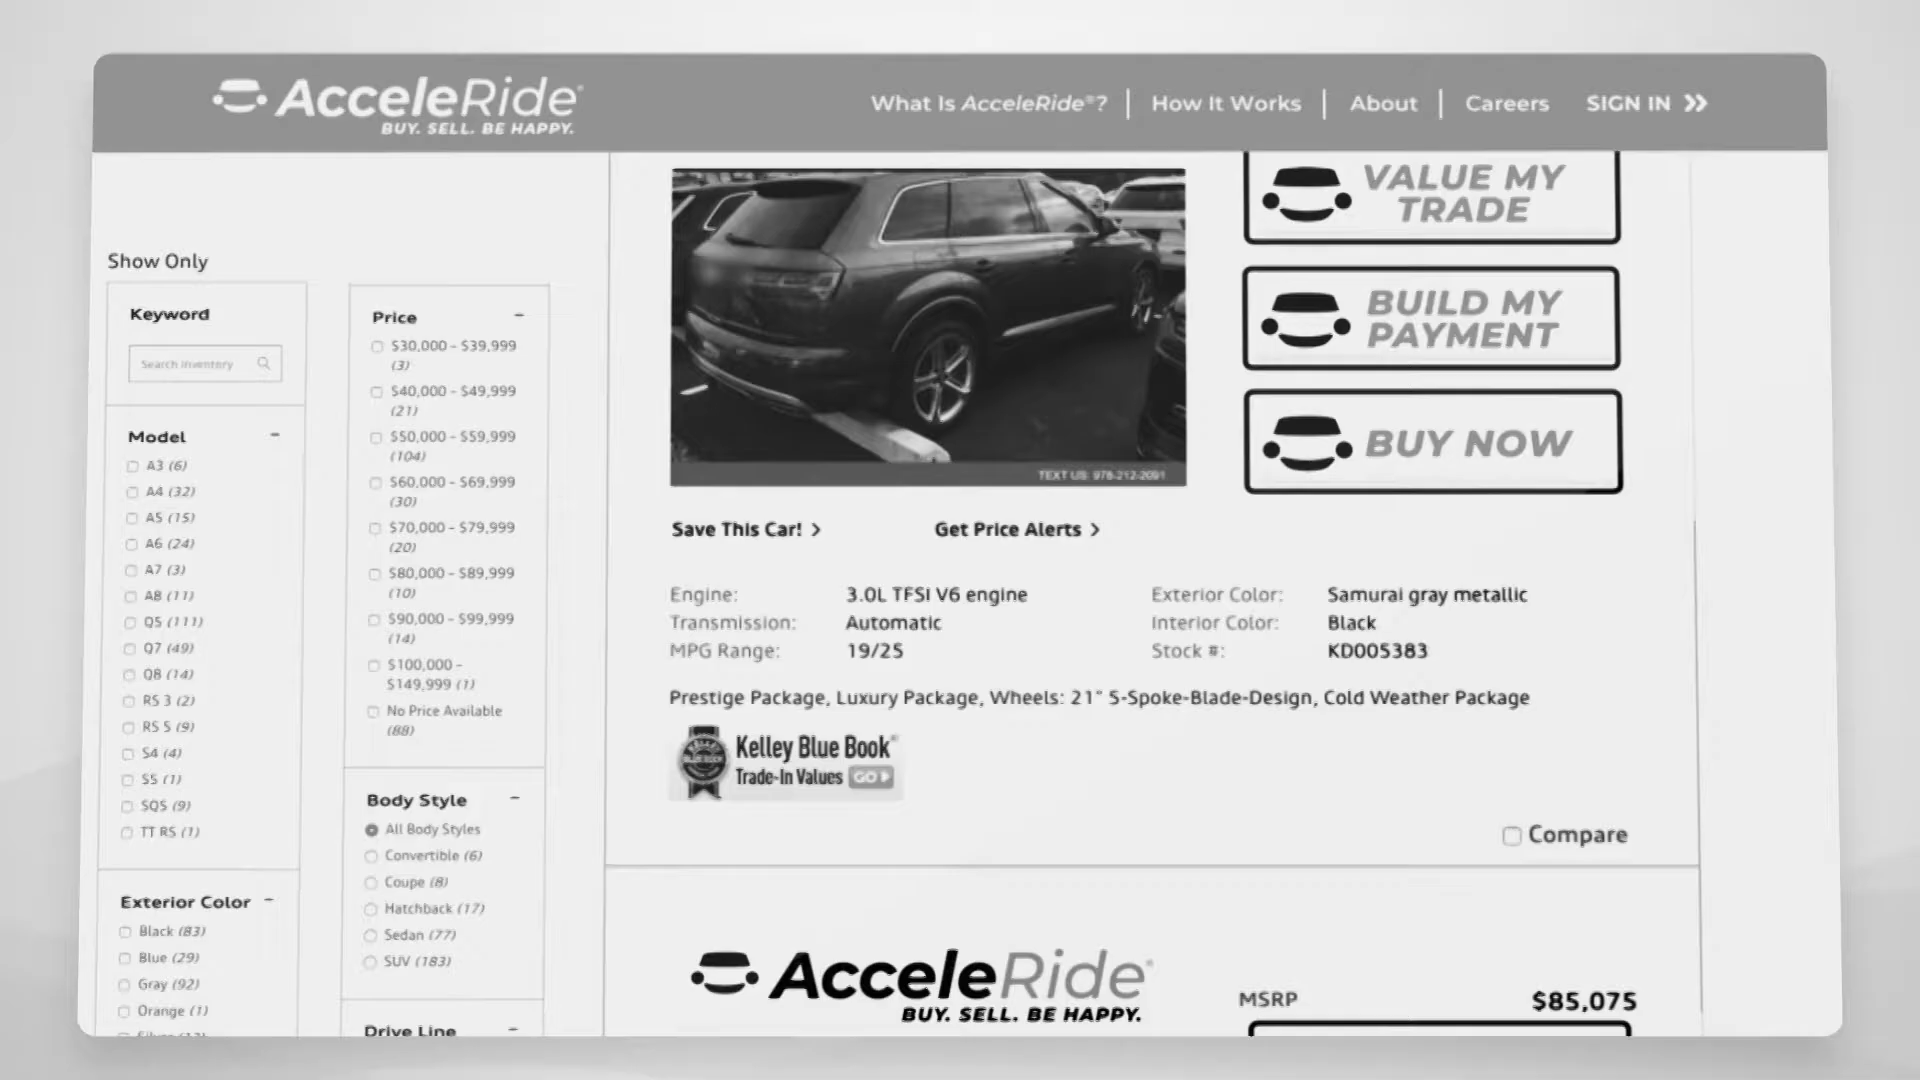 AcceleRide®
BUY. SELL. BE HAPPY.
What Is AcceleRide®?
How It Works
About
Careers
SIGN IN
Show Only
Keyword
Search Inventory
Model
A3 (6)
A4 (32)
A5 (15)
A6 (24)
A7 (3)
A8 (11)
Q5 (111)
Q7 (49)
Q8 (14)
RS 3 (2)
RS 5 (9)
S4 (4)
S5 (1)
SQ5 (9)
TT RS (1)
Exterior Color
Black (83)
Blue (29)
Gray (92)
Orange (1)
Price
$30,000 - $39,999
(3)
$40,000 - $49,999
(21)
$50,000 - $59,999
(104)
$60,000 - $69,999
(30)
$70,000 - $79,999
(20)
$80,000 - $89,999
(10)
$90,000 - $99,999
(14)
$100,000 -
$149,999 (1)
No Price Available
(88)
Body Style
All Body Styles
Convertible (6)
Coupe (8)
Hatchback (17)
Sedan (77)
SUV (183)
Drive Line
TEXT US: 978-212-2091
VALUE MY
TRADE
BUILD MY
PAYMENT
BUY NOW
Save This Car!
Get Price Alerts
Engine: 3.0L TFSI V6 engine
Transmission: Automatic
MPG Range: 19/25
Exterior Color: Samurai gray metallic
Interior Color: Black
Stock #: KD005383
Prestige Package, Luxury Package, Wheels: 21" 5-Spoke-Blade-Design, Cold Weather Package
KELLEY
BLUE BOOK
Kelley Blue Book®
Trade-In Values GO
Compare
AcceleRide®
BUY. SELL. BE HAPPY.
MSRP $85,075